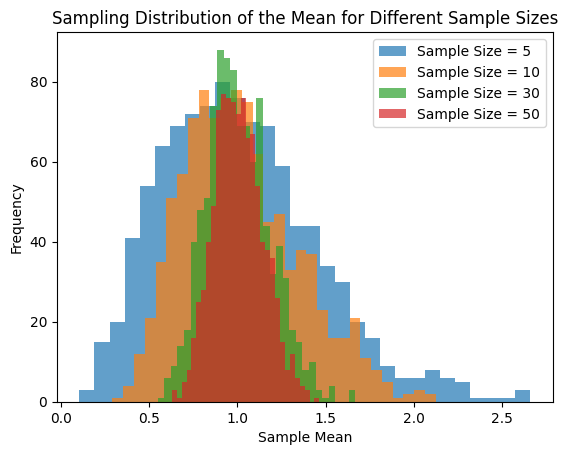 Sampling Distribution of the Mean for Different Sample Sizes
Sample Size = 5
Sample Size = 10
Sample Size = 30
Sample Size = 50
Frequency
80
60
40
20
0
0.0 0.5 1.0 1.5 2.0 2.5
Sample Mean